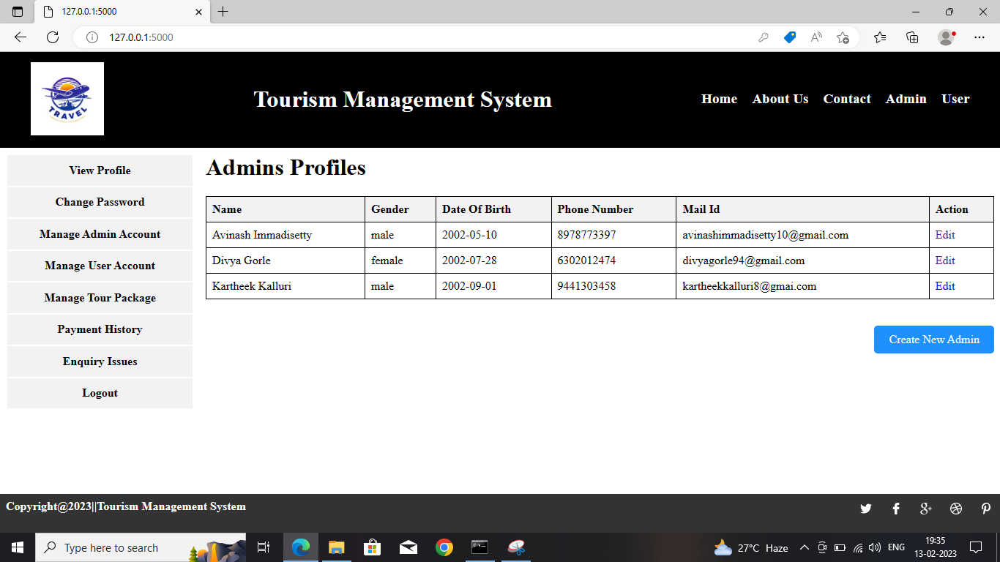 127.0.0.1:5000
127.0.0.1:5000
TRAVEL
Tourism Management System
Home About Us Contact Admin User
View Profile
Change Password
Manage Admin Account
Manage User Account
Manage Tour Package
Payment History
Enquiry Issues
Logout
Admins Profiles
Name Gender Date Of Birth Phone Number Mail Id Action
Avinash Immadisetty male 2002-05-10 8978773397 avinashimmadisetty10@gmail.com Edit
Divya Gorle female 2002-07-28 6302012474 divyagorle94@gmail.com Edit
Kartheek Kalluri male 2002-09-01 9441303458 kartheekkalluri8@gmai.com Edit
Create New Admin
Copyright@2023||Tourism Management System
Type here to search
27°C Haze
ENG
19:35
13-02-2023